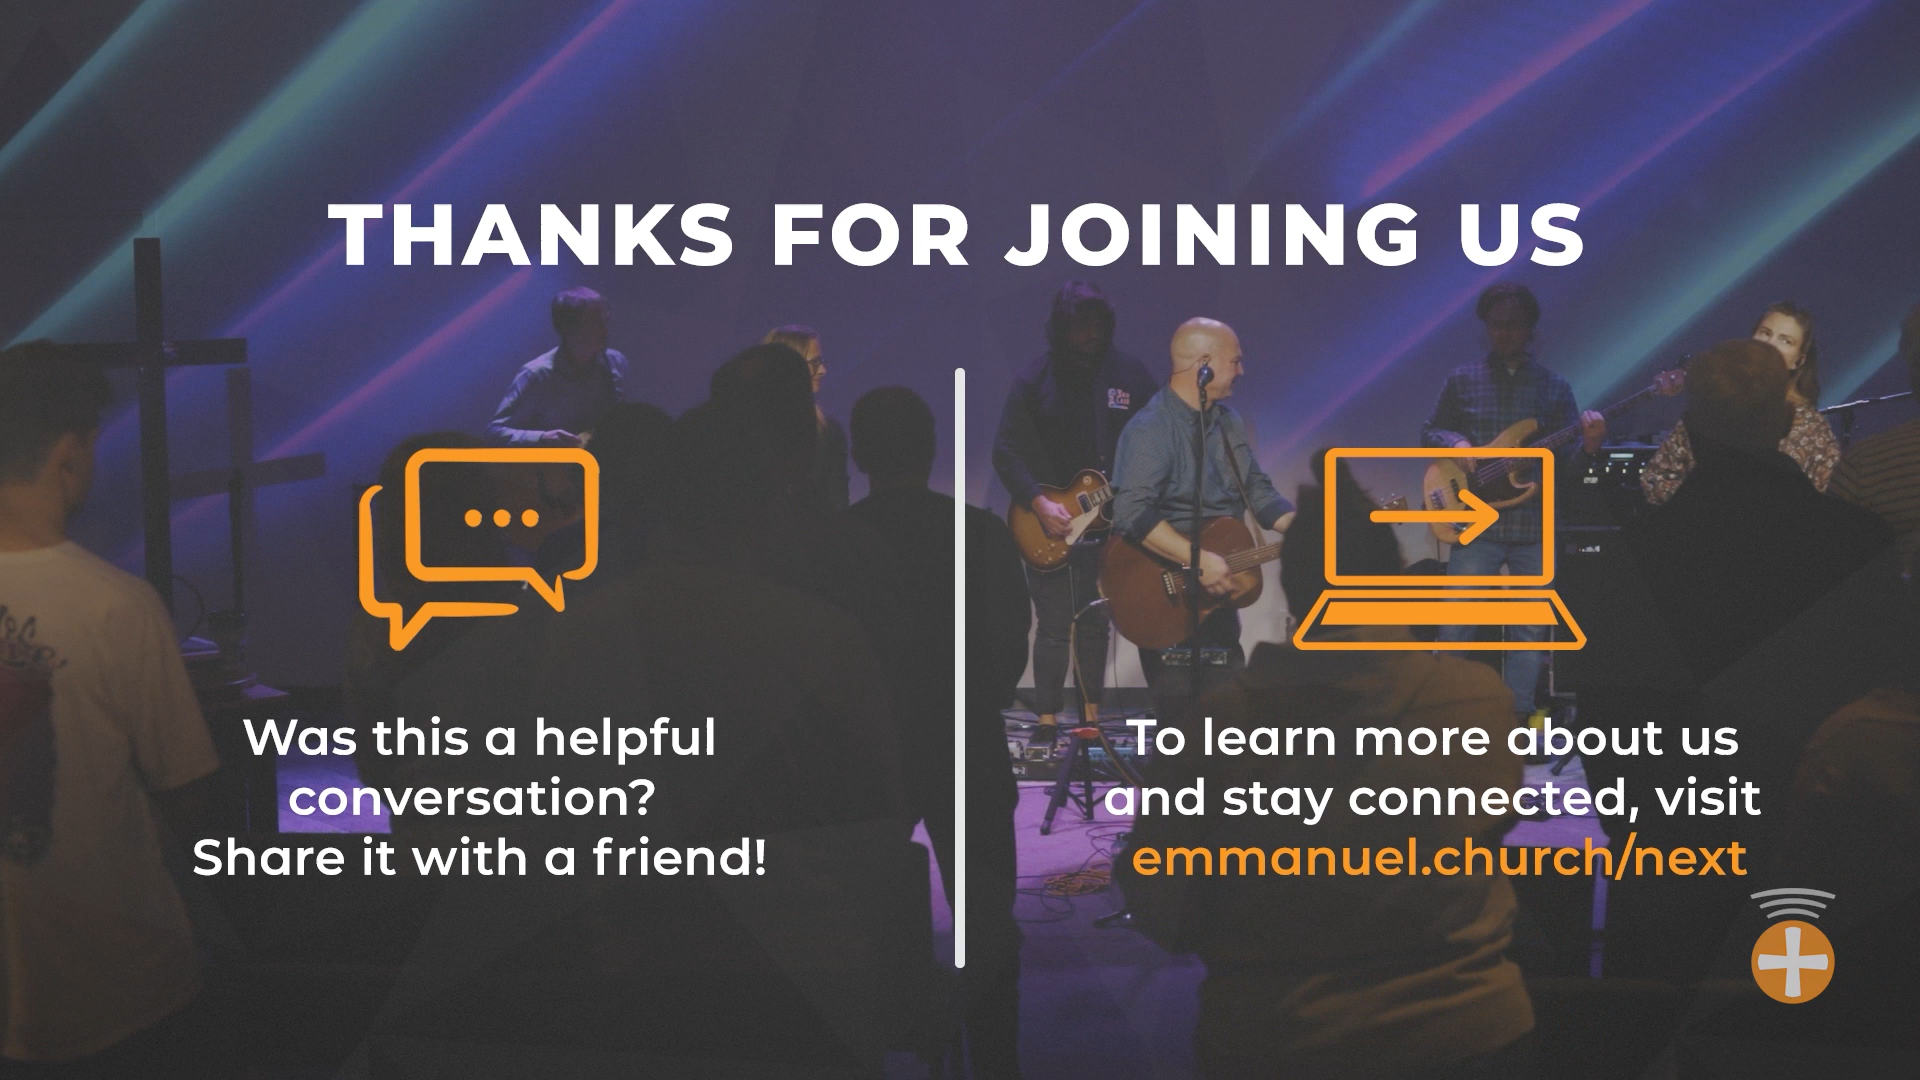 THANKS FOR JOINING US
Was this a helpful
conversation?
Share it with a friend!
To learn more about us
and stay connected, visit
emmanuel.church/next